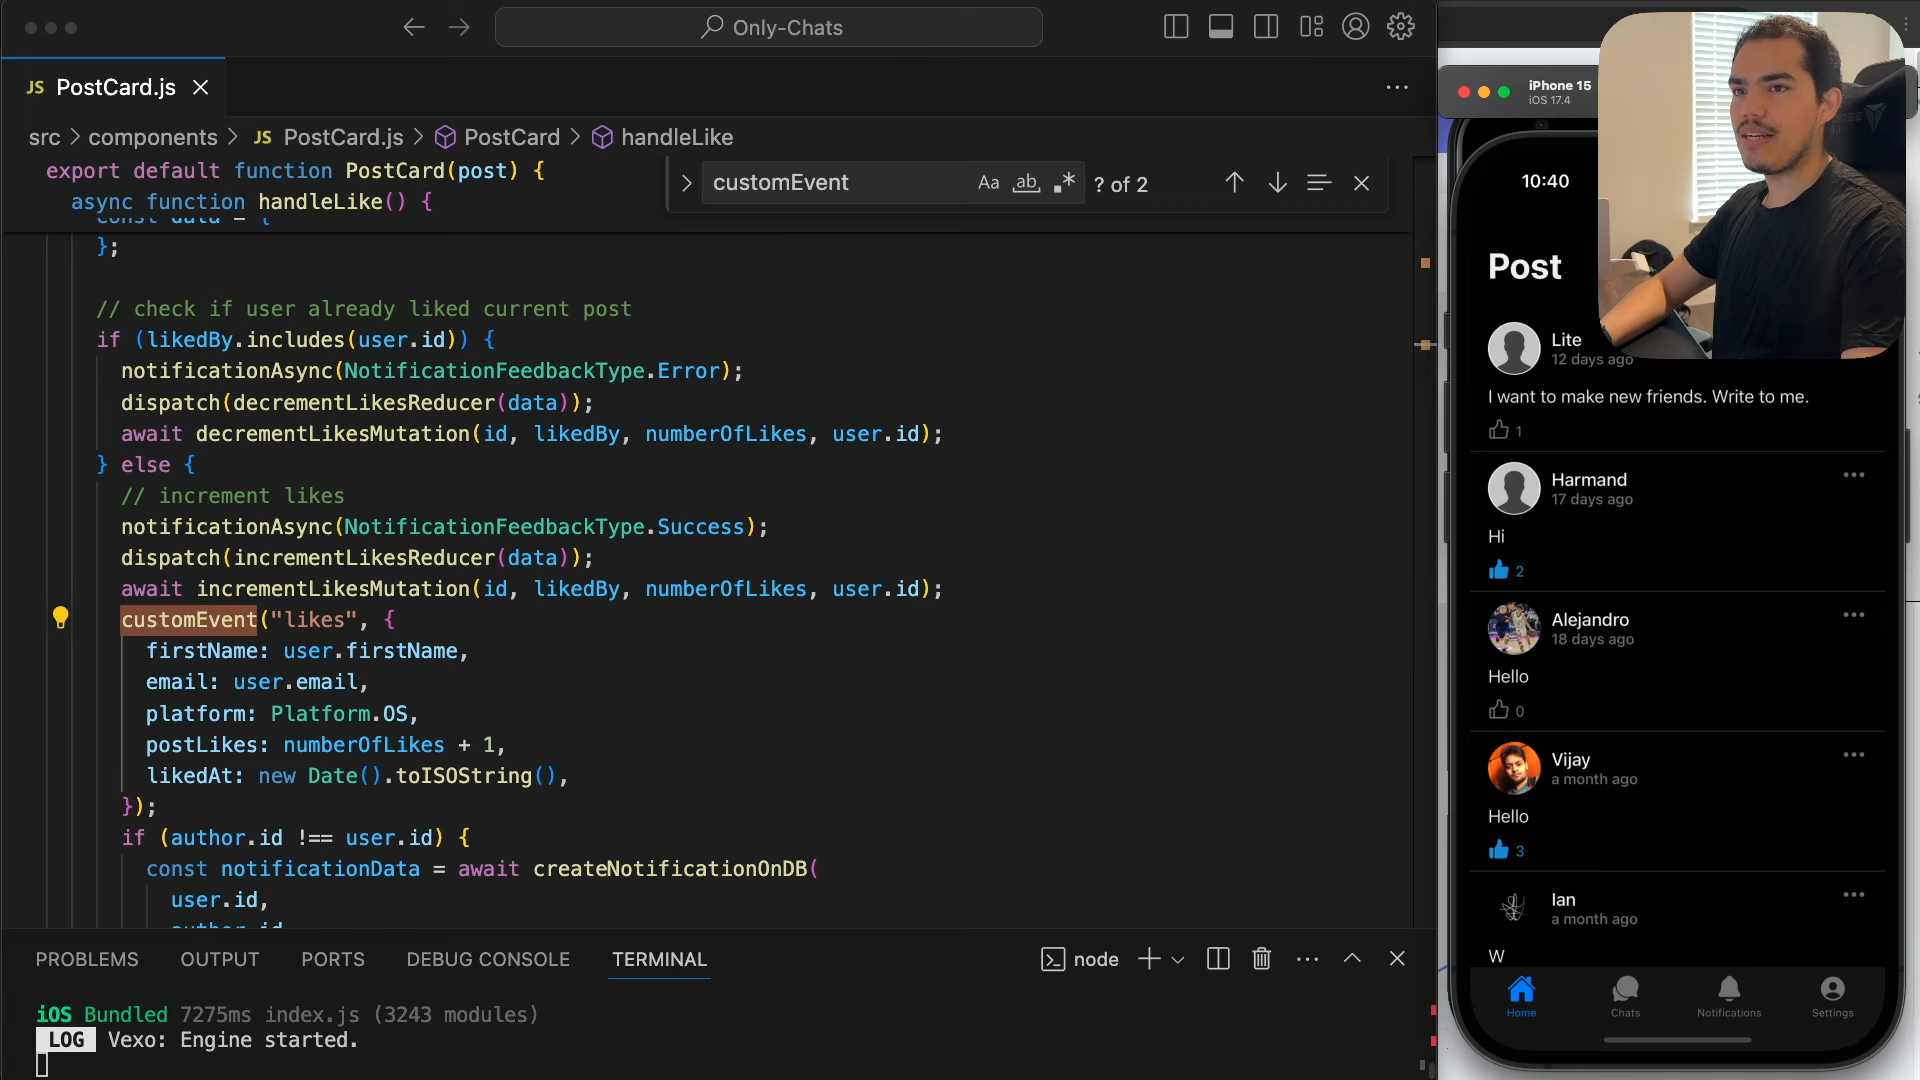 Only-Chats
JS PostCard.js
src > components > JS PostCard.js > PostCard > handleLike
export default function PostCard(post) {
async function handleLike() {
customEvent
Aa ab .* ? of 2
};
// check if user already liked current post
if (likedBy.includes(user.id)) {
notificationAsync(NotificationFeedbackType.Error);
dispatch(decrementLikesReducer(data));
await decrementLikesMutation(id, likedBy, numberOfLikes, user.id);
} else {
// increment likes
notificationAsync(NotificationFeedbackType.Success);
dispatch(incrementLikesReducer(data));
await incrementLikesMutation(id, likedBy, numberOfLikes, user.id);
customEvent("likes", {
firstName: user.firstName,
email: user.email,
platform: Platform.OS,
postLikes: numberOfLikes + 1,
likedAt: new Date().toISOString(),
});
if (author.id !== user.id) {
const notificationData = await createNotificationOnDB(
user.id,
PROBLEMS OUTPUT PORTS DEBUG CONSOLE TERMINAL
node
iOS Bundled 7275ms index.js (3243 modules)
LOG Vexo: Engine started.
iPhone 15
iOS 17.4
10:40
Post
Lite
12 days ago
I want to make new friends. Write to me.
1
Harmand
17 days ago
Hi
2
Alejandro
18 days ago
Hello
0
Vijay
a month ago
Hello
3
Ian
a month ago
W
Home
Chats
Notifications
Settings